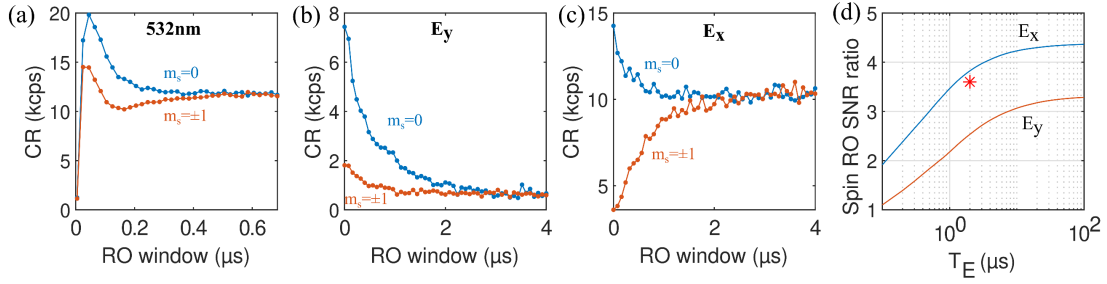 (a)
532nm
CR (kcps)
20
15
10
5
0
m_s=0
m_s=±1
0
0.2
0.4
0.6
RO window (μs)
(b)
E_y
CR (kcps)
8
6
4
2
0
m_s=0
m_s=±1
0
2
4
RO window (μs)
(c)
E_x
CR (kcps)
15
10
5
m_s=0
m_s=±1
0
2
4
RO window (μs)
(d)
Spin RO SNR ratio
5
4
3
2
1
E_x
*
E_y
10^0
10^2
T_E (μs)